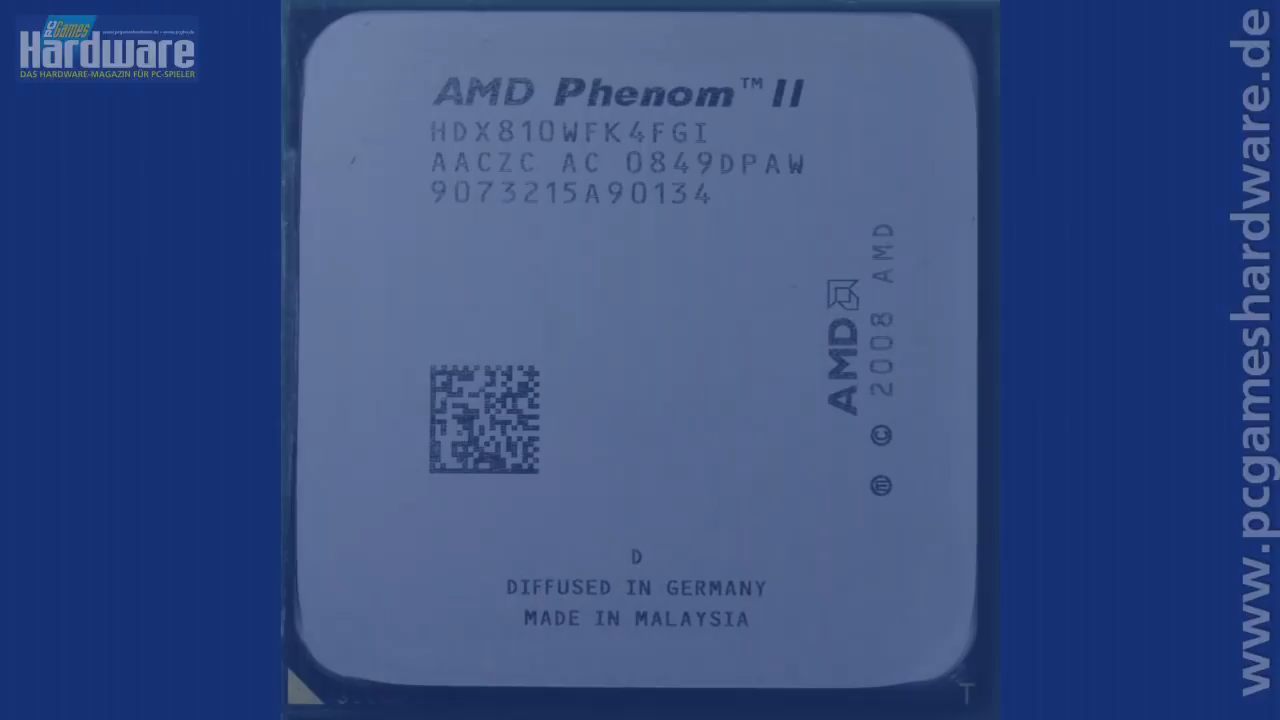 PC Games
Hardware
DAS HARDWARE-MAGAZIN FÜR PC-SPIELER
AMD Phenom™ II
HDX810WFK4FGI
AACZC AC 0849DPAW
9073215A90134
AMD
® © 2008 AMD
D
DIFFUSED IN GERMANY
MADE IN MALAYSIA
T
www.pcgameshardware.de